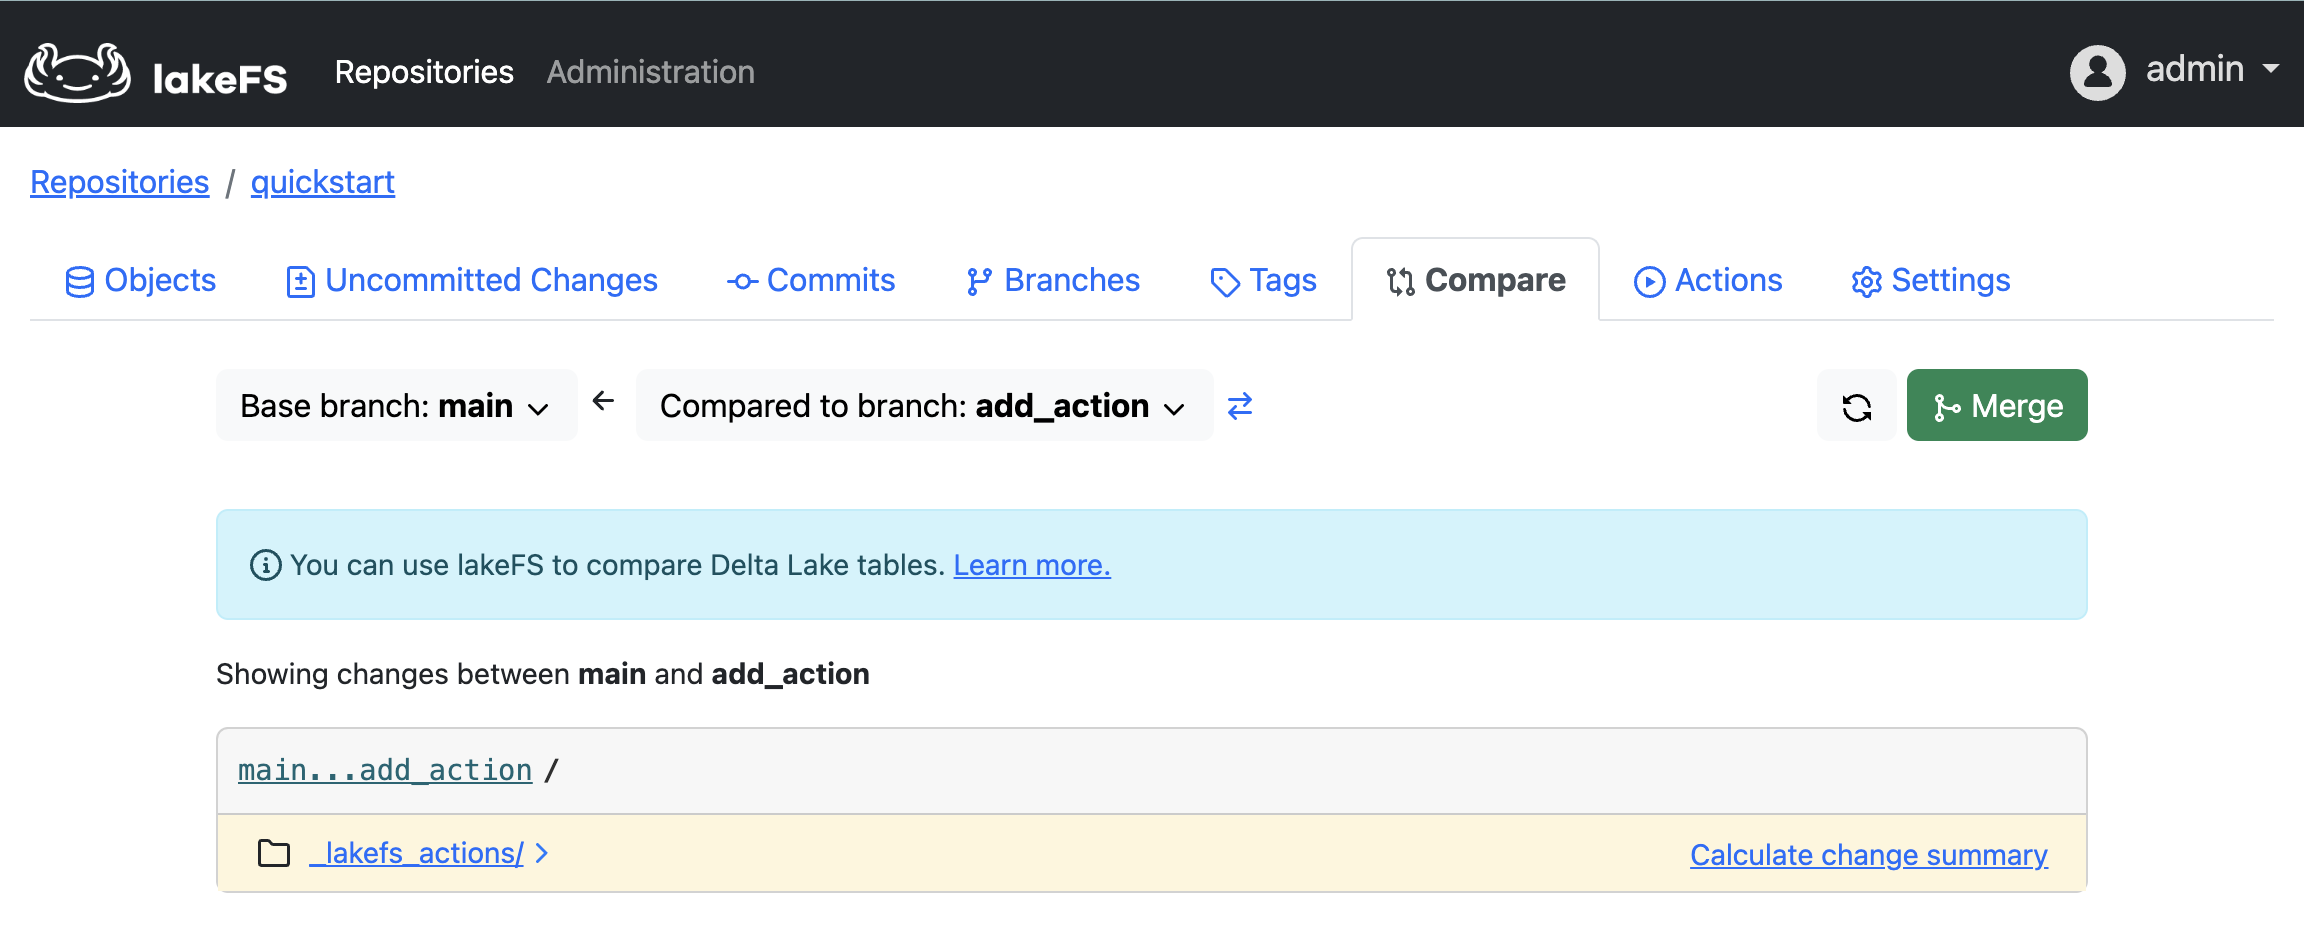 lakeFS Repositories Administration admin
Repositories / quickstart
Objects Uncommitted Changes Commits Branches Tags Compare Actions Settings
Base branch: main Compared to branch: add_action Merge
You can use lakeFS to compare Delta Lake tables. Learn more.
Showing changes between main and add_action
main...add_action /
_lakefs_actions/ Calculate change summary